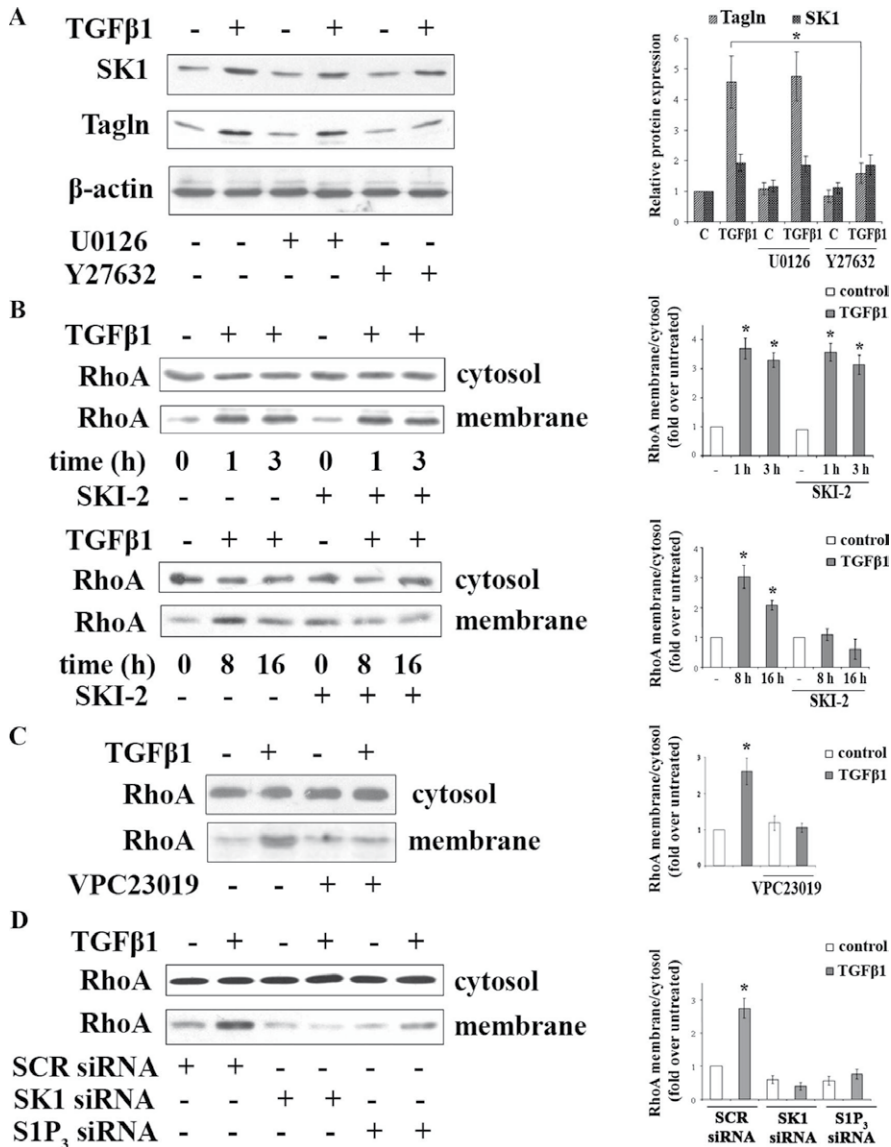 A
TGFβ1 - + - + - +
SK1
Tagln
β-actin
U0126 - - + + - -
Y27632 - - - - + +
Tagln SK1
*
Relative protein expression
6
5
4
3
2
1
0
C TGFβ1 C TGFβ1 C TGFβ1
U0126 Y27632
B
TGFβ1 - + + - + +
RhoA cytosol
RhoA membrane
time (h) 0 1 3 0 1 3
SKI-2 - - - + + +
control
TGFβ1
RhoA membrane/cytosol
(fold over untreated)
4
3
2
1
0
* * * *
- 1 h 3 h - 1 h 3 h
SKI-2
TGFβ1 - + + - + +
RhoA cytosol
RhoA membrane
time (h) 0 8 16 0 8 16
SKI-2 - - - + + +
control
TGFβ1
RhoA membrane/cytosol
(fold over untreated)
4
3
2
1
0
* *
- 8 h 16 h - 8 h 16 h
SKI-2
C
TGFβ1 - + - +
RhoA cytosol
RhoA membrane
VPC23019 - - + +
control
TGFβ1
RhoA membrane/cytosol
(fold over untreated)
3
2
1
0
*
VPC23019
D
TGFβ1 - + - + - +
RhoA cytosol
RhoA membrane
SCR siRNA + + - - - -
SK1 siRNA - - + + - -
S1P₃ siRNA - - - - + +
control
TGFβ1
RhoA membrane/cytosol
(fold over untreated)
3
2
1
0
*
SCR SK1 S1P₃
siRNA siRNA siRNA